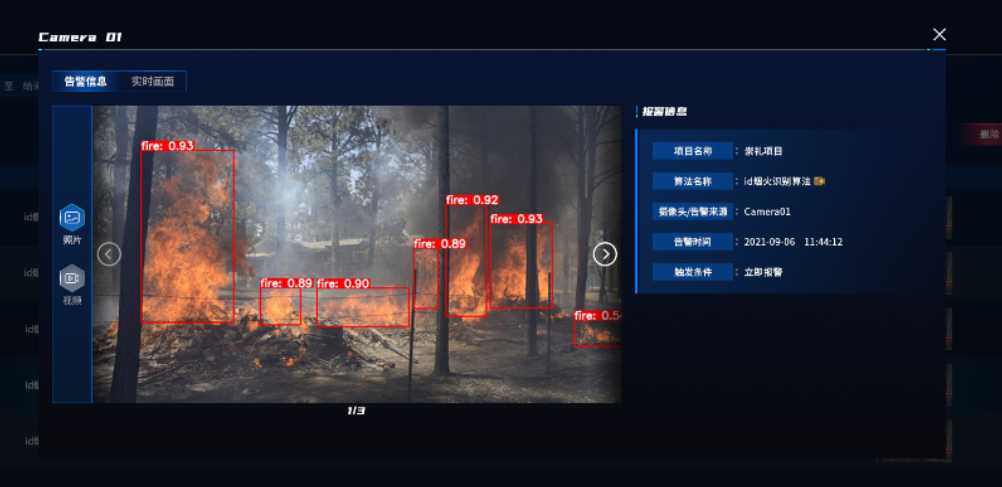 Camera 01
至
告警信息 实时画面
报警信息
删除
fire: 0.93
项目名称 : 崇礼项目
算法名称 : id烟火识别算法
fire: 0.92
摄像头/告警来源 : Camera01
fire: 0.93
照片
fire: 0.89
告警时间 : 2021-09-06 11:44:12
触发条件 : 立即报警
fire: 0.89 fire: 0.90
视频
fire: 0.5
1/3